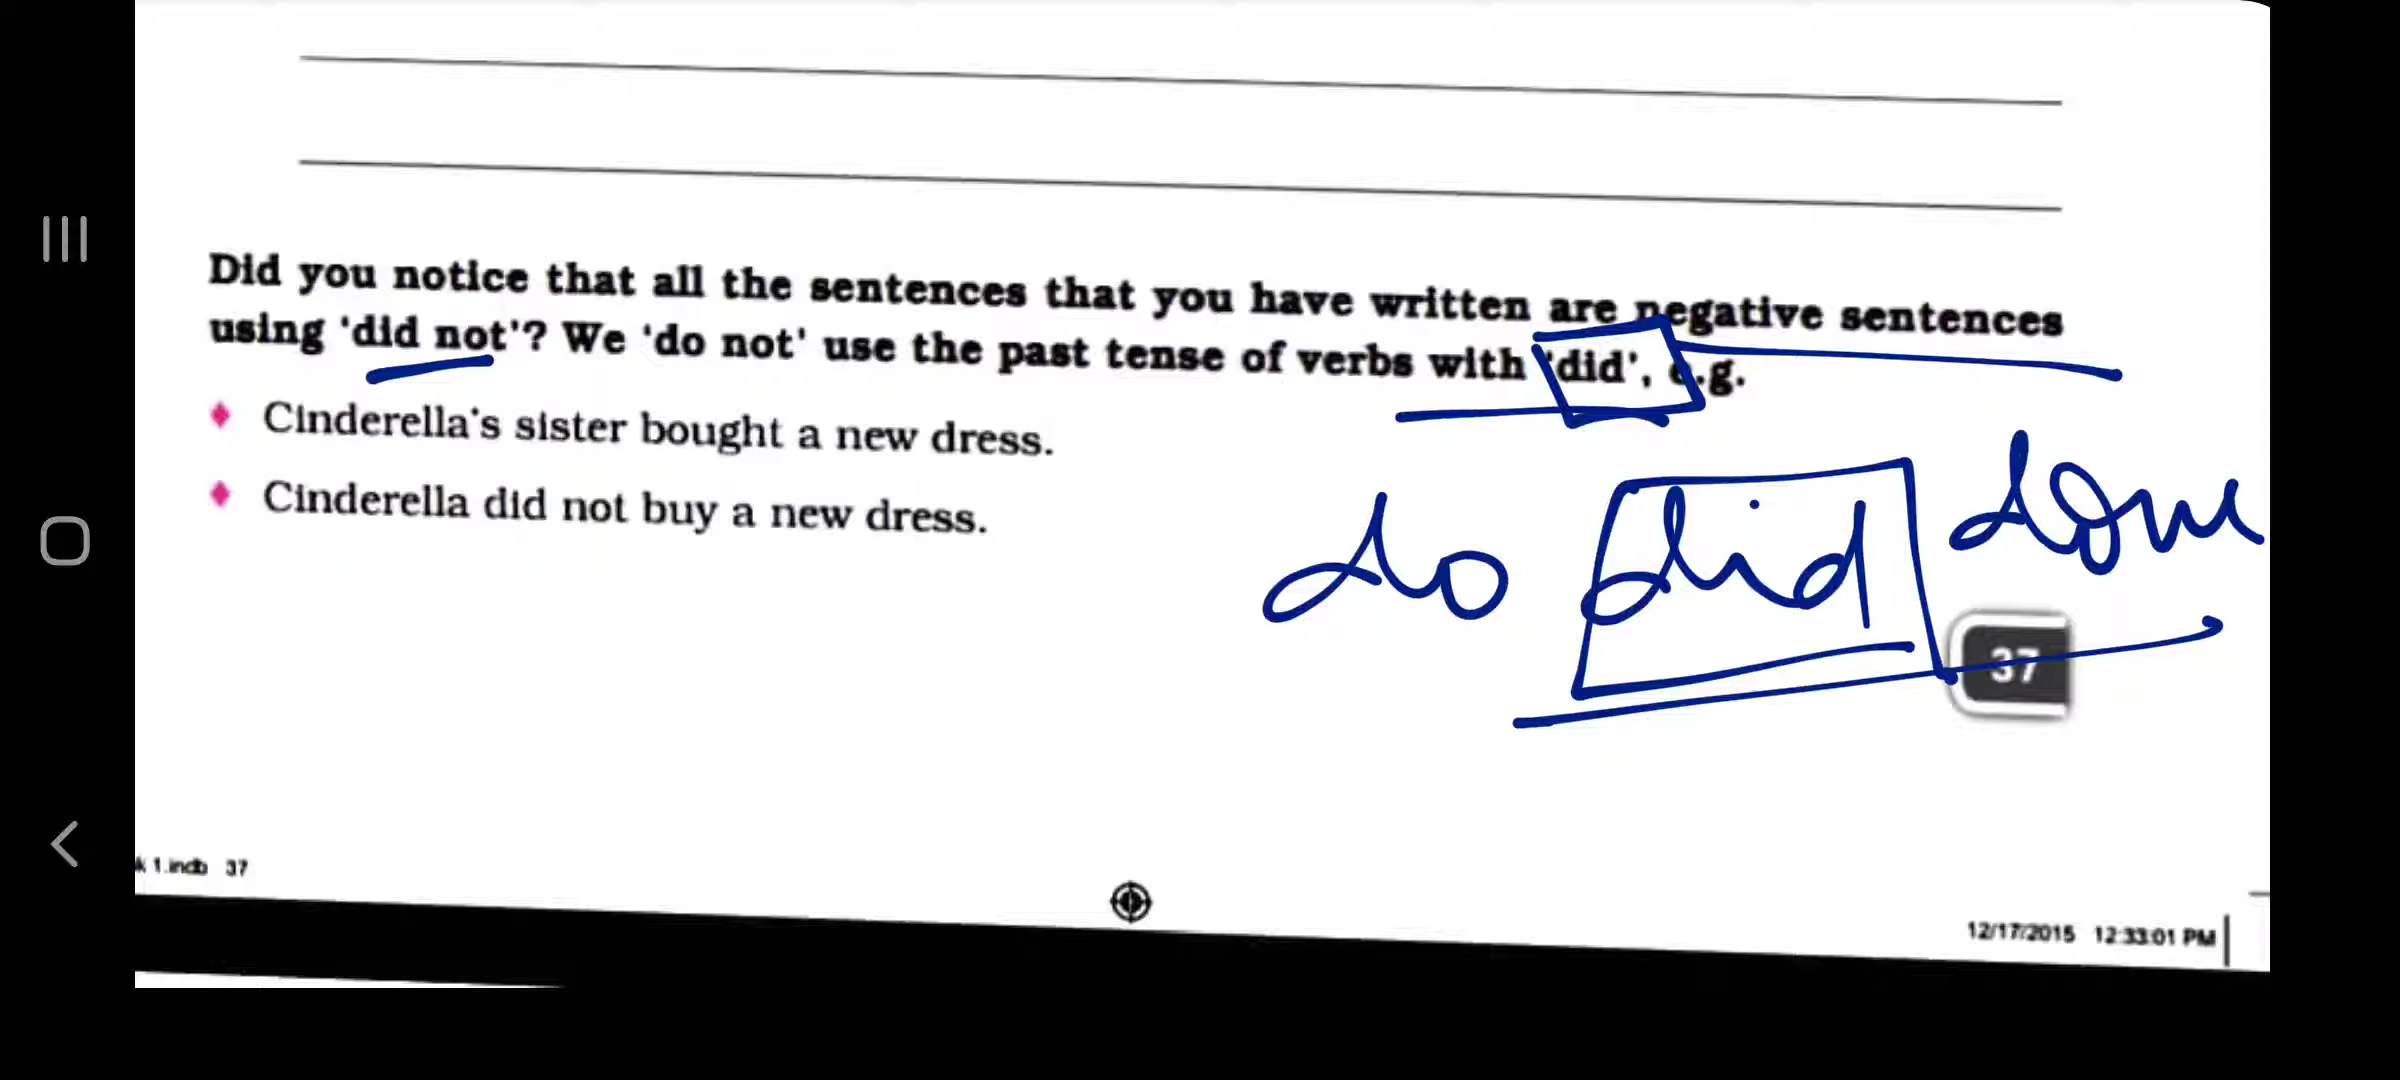 Did you notice that all the sentences that you have written are negative sentences
using 'did not'? We 'do not' use the past tense of verbs with 'did', e.g.
♦ Cinderella's sister bought a new dress.
♦ Cinderella did not buy a new dress.
do did done
37
k 1.indb 37
12/17/2015 12:33:01 PM